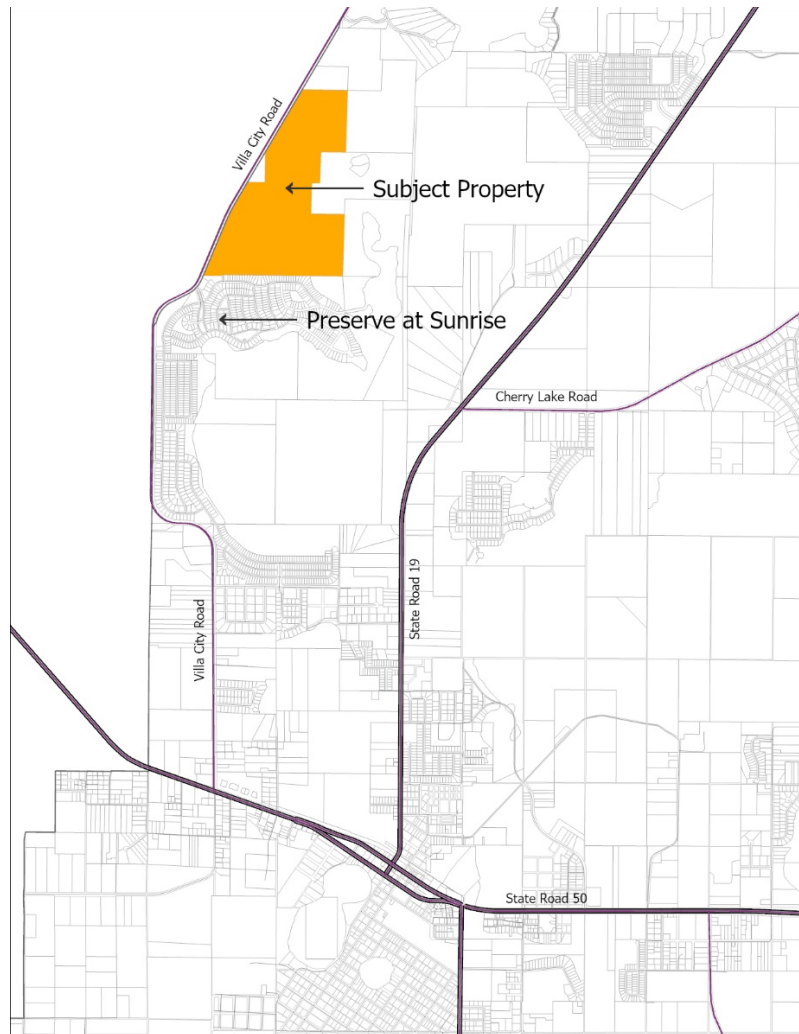 Villa City Road
Subject Property
Preserve at Sunrise
Cherry Lake Road
State Road 19
Villa City Road
State Road 50